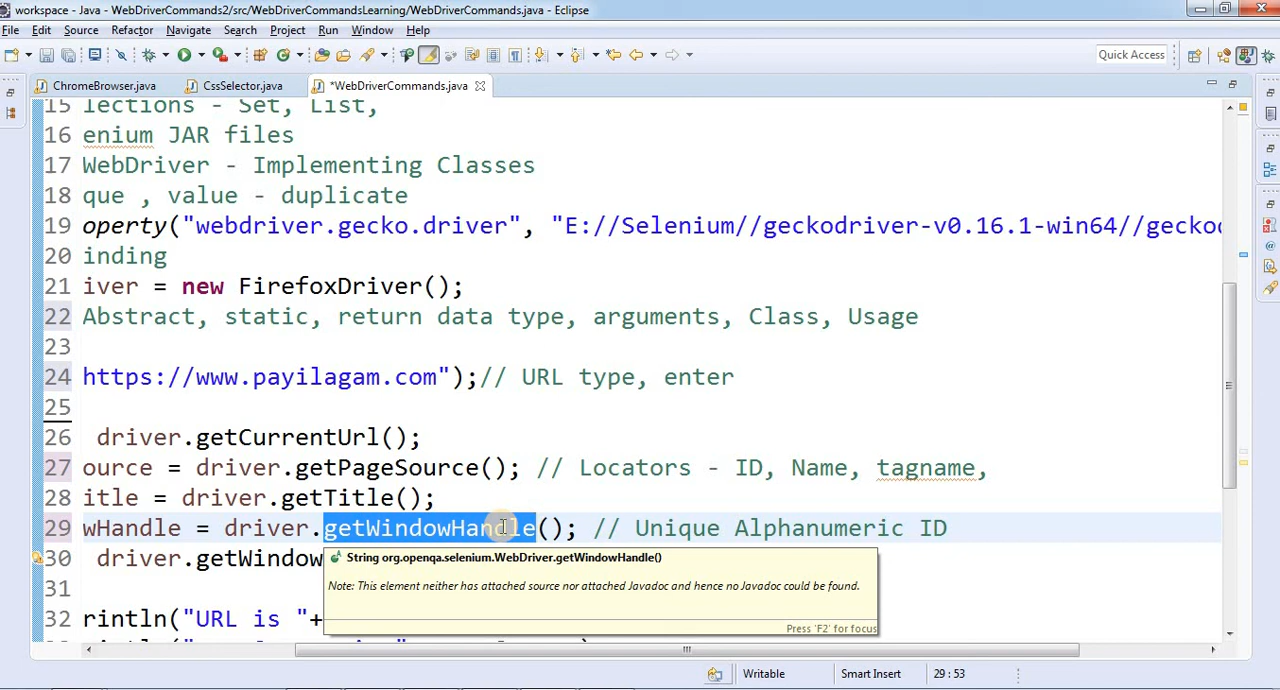 workspace - Java - WebDriverCommands2/src/WebDriverCommandsLearning/WebDriverCommands.java - Eclipse
File Edit Source Refactor Navigate Search Project Run Window Help
Quick Access
ChromeBrowser.java CssSelector.java *WebDriverCommands.java
15 lections - Set, List,
16 enium JAR files
17 WebDriver - Implementing Classes
18 que , value - duplicate
19 operty("webdriver.gecko.driver", "E://Selenium//geckodriver-v0.16.1-win64//gecko
20 inding
21 iver = new FirefoxDriver();
22 Abstract, static, return data type, arguments, Class, Usage
23
24 https://www.payilagam.com");// URL type, enter
25
26 driver.getCurrentUrl();
27 ource = driver.getPageSource(); // Locators - ID, Name, tagname,
28 itle = driver.getTitle();
29 wHandle = driver.getWindowHandle(); // Unique Alphanumeric ID
30 driver.getWindow
String org.openqa.selenium.WebDriver.getWindowHandle()
Note: This element neither has attached source nor attached Javadoc and hence no Javadoc could be found.
31
32 rintln("URL is "+
Press 'F2' for focus
Writable Smart Insert 29 : 53